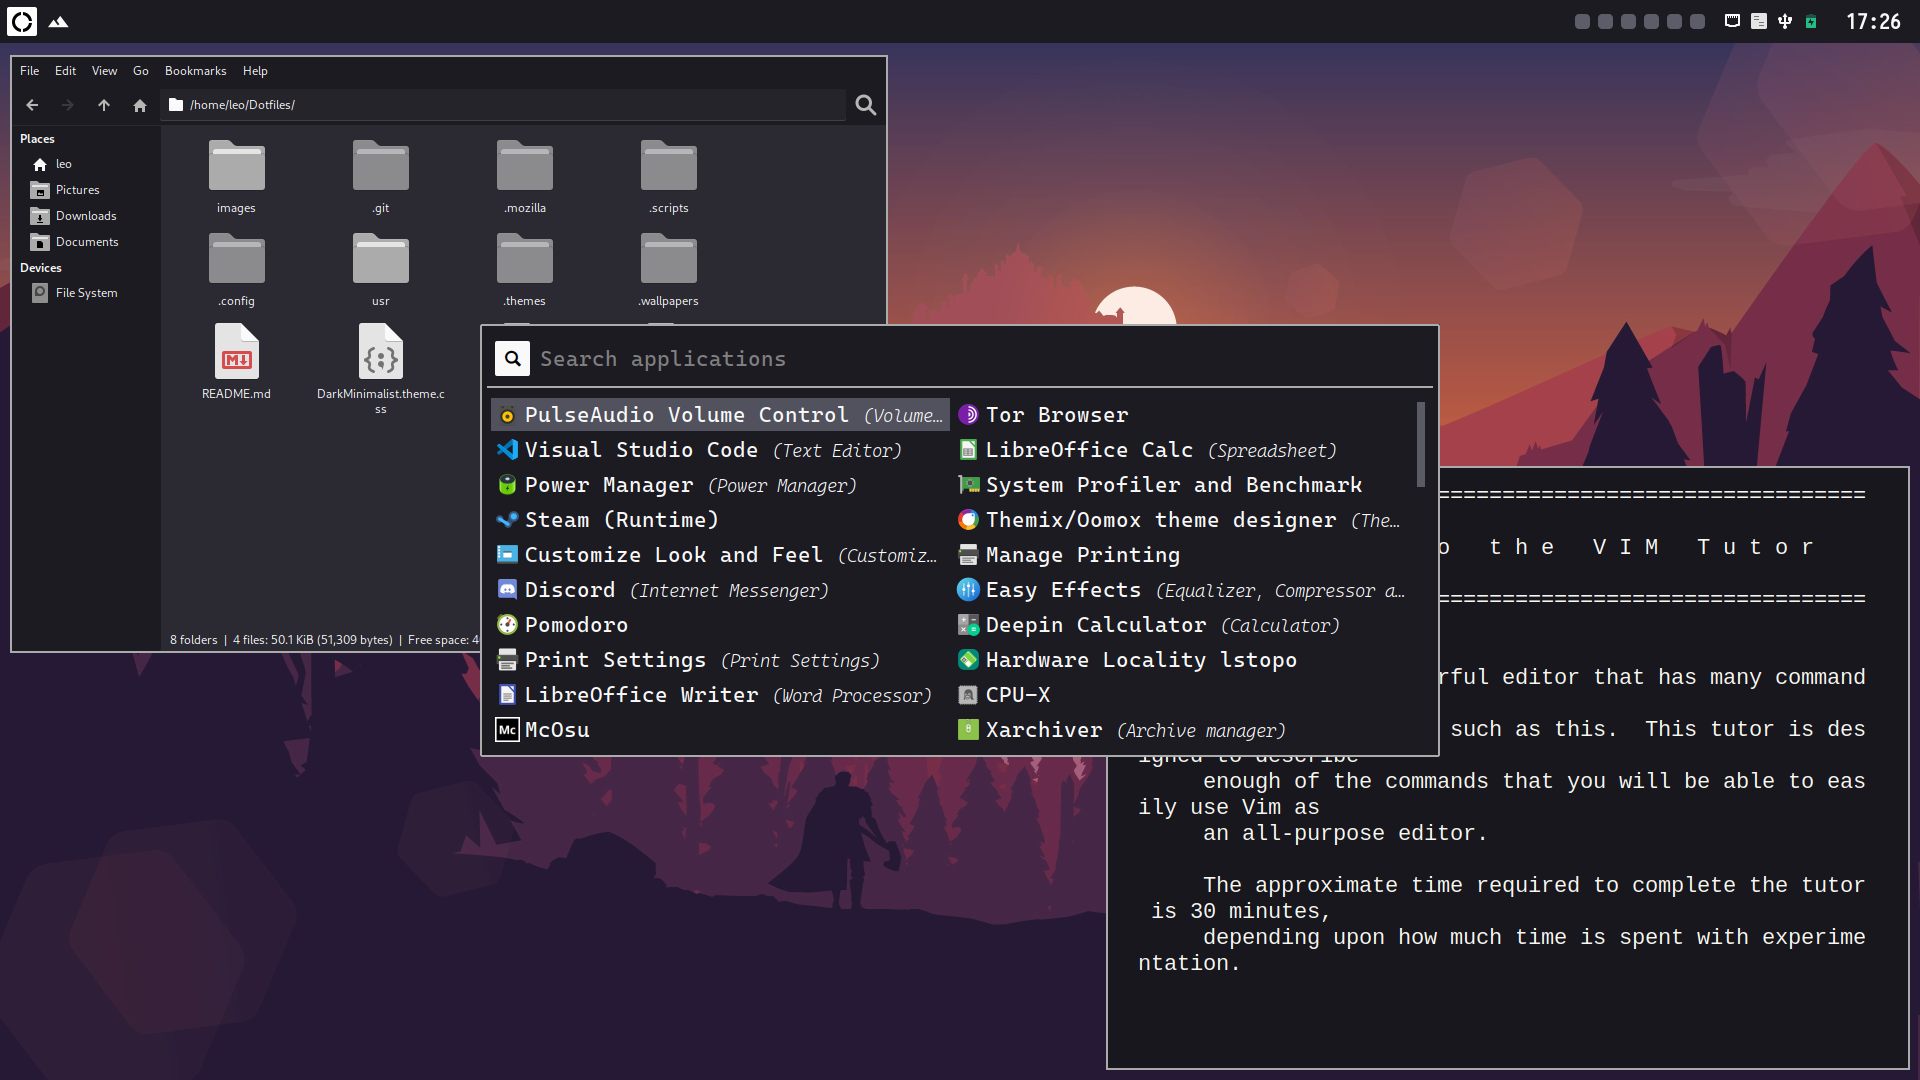 17:26
File Edit View Go Bookmarks Help
/home/leo/Dotfiles/
Places
leo
Pictures
Downloads
Documents
Devices
File System
images .git .mozilla .scripts
.config usr .themes .wallpapers
README.md DarkMinimalist.theme.c
ss
8 folders | 4 files: 50.1 KiB (51,309 bytes) | Free space:
Search applications
PulseAudio Volume Control (Volume…
Visual Studio Code (Text Editor)
Power Manager (Power Manager)
Steam (Runtime)
Customize Look and Feel (Customiz…
Discord (Internet Messenger)
Pomodoro
Print Settings (Print Settings)
LibreOffice Writer (Word Processor)
Mc McOsu
Tor Browser
LibreOffice Calc (Spreadsheet)
System Profiler and Benchmark
Themix/Oomox theme designer (The…
Manage Printing
Easy Effects (Equalizer, Compressor a…
Deepin Calculator (Calculator)
Hardware Locality lstopo
CPU-X
Xarchiver (Archive manager)
=================================
o  t h e   V I M   T u t o r
=================================
rful editor that has many command
such as this.  This tutor is des
igned to describe
enough of the commands that you will be able to eas
ily use Vim as
an all-purpose editor.
The approximate time required to complete the tutor
is 30 minutes,
depending upon how much time is spent with experime
ntation.